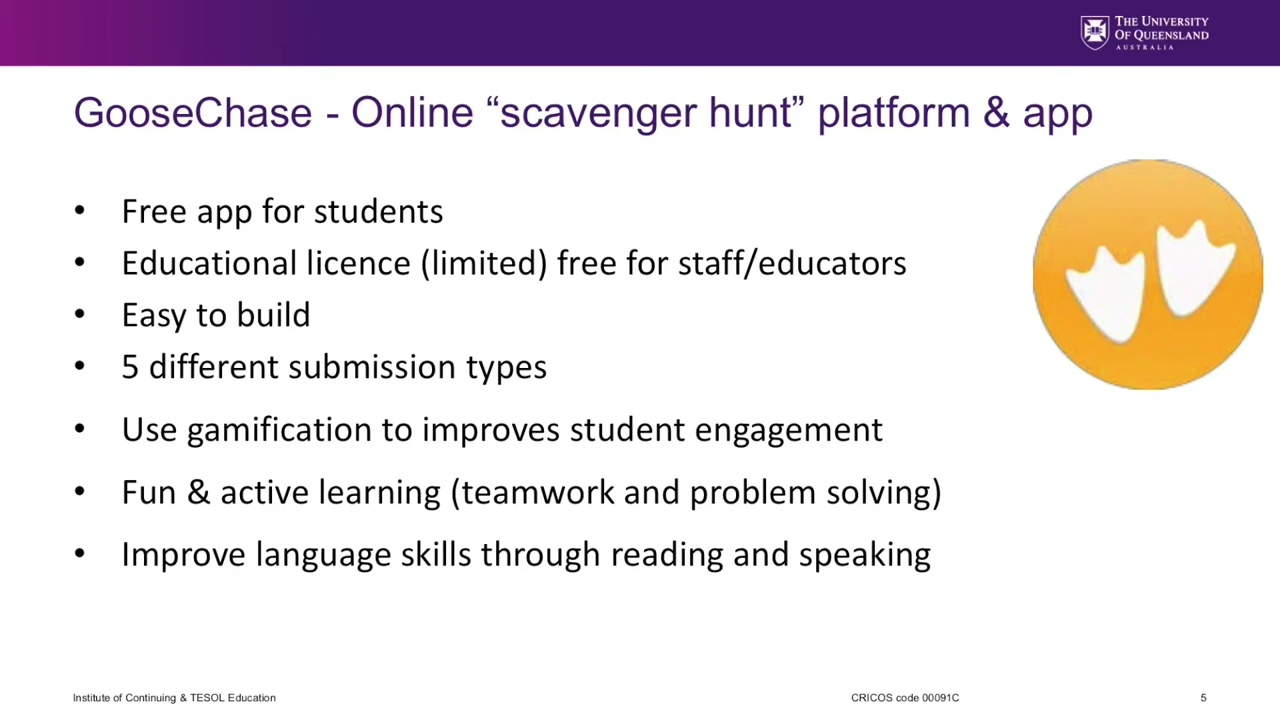 THE UNIVERSITY
OF QUEENSLAND
AUSTRALIA
GooseChase - Online “scavenger hunt” platform & app
• Free app for students
• Educational licence (limited) free for staff/educators
• Easy to build
• 5 different submission types
• Use gamification to improves student engagement
• Fun & active learning (teamwork and problem solving)
• Improve language skills through reading and speaking
Institute of Continuing & TESOL Education
CRICOS code 00091C
5